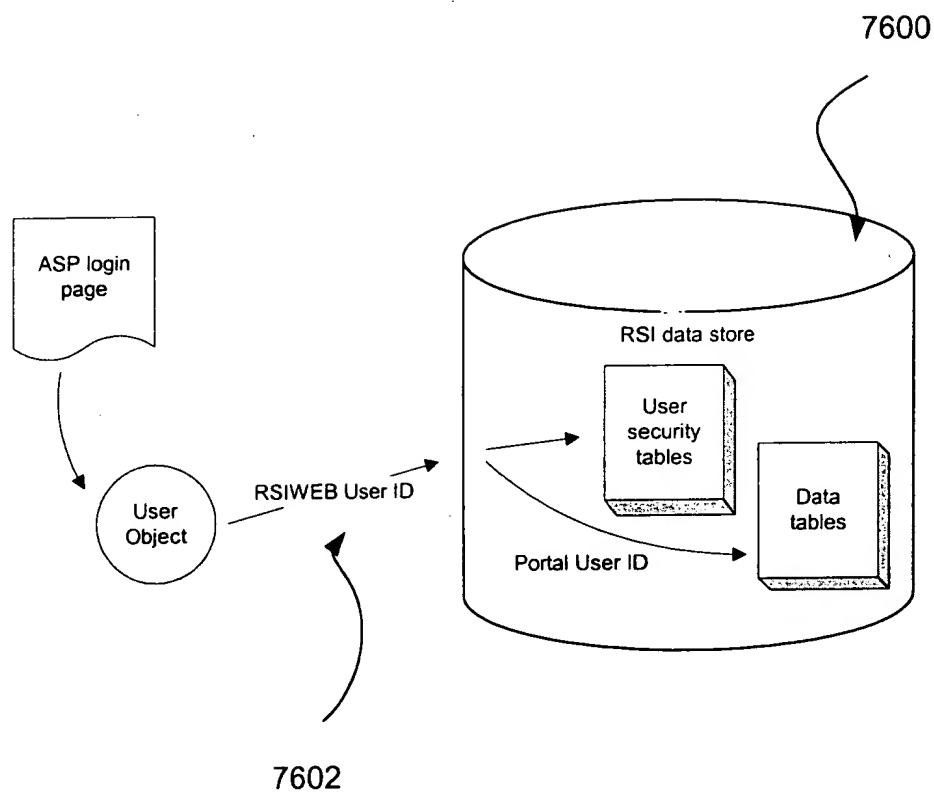 7600
ASP login
page
RSI data store
User
security
tables
RSIWEB User ID
User
Object
Data
tables
Portal User ID
7602